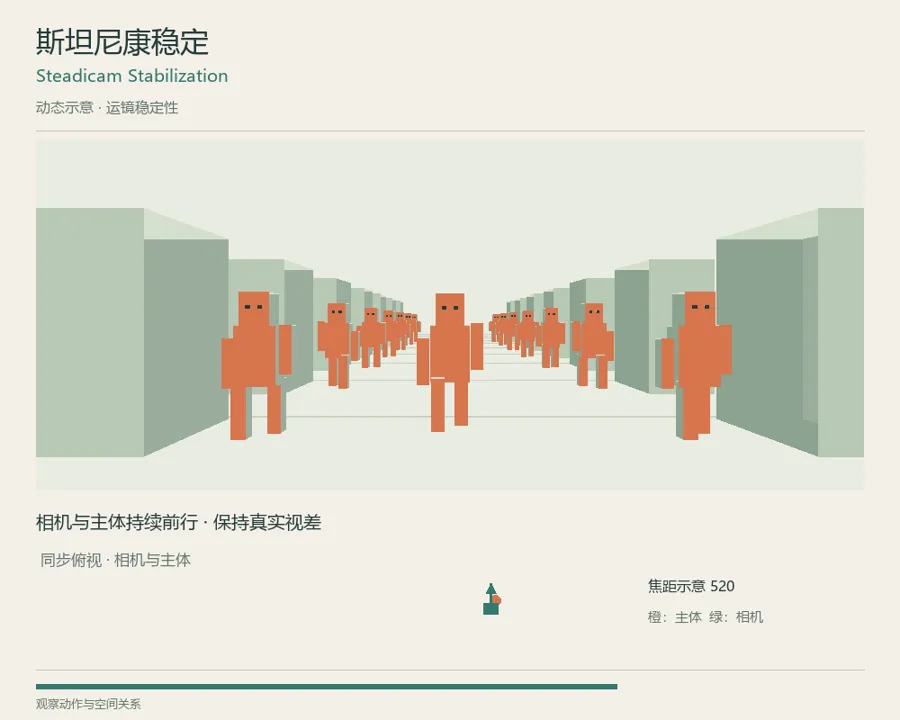 斯坦尼康稳定
Steadicam Stabilization
动态示意 · 运镜稳定性
相机与主体持续前行 · 保持真实视差
同步俯视 · 相机与主体
焦距示意 520
橙：主体 绿：相机
观察动作与空间关系